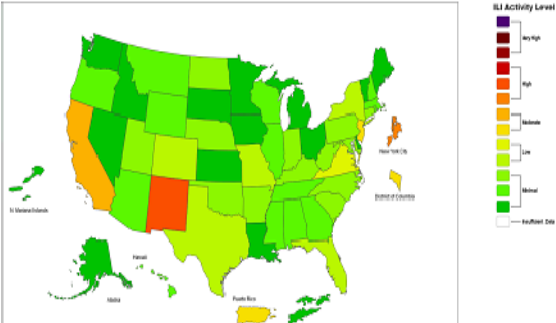 ILI Activity Level
Very High
High
Moderate
Low
Minimal
Insufficient Data
New York City
District of Columbia
N. Mariana Islands
Hawaii
Alaska
Puerto Rico